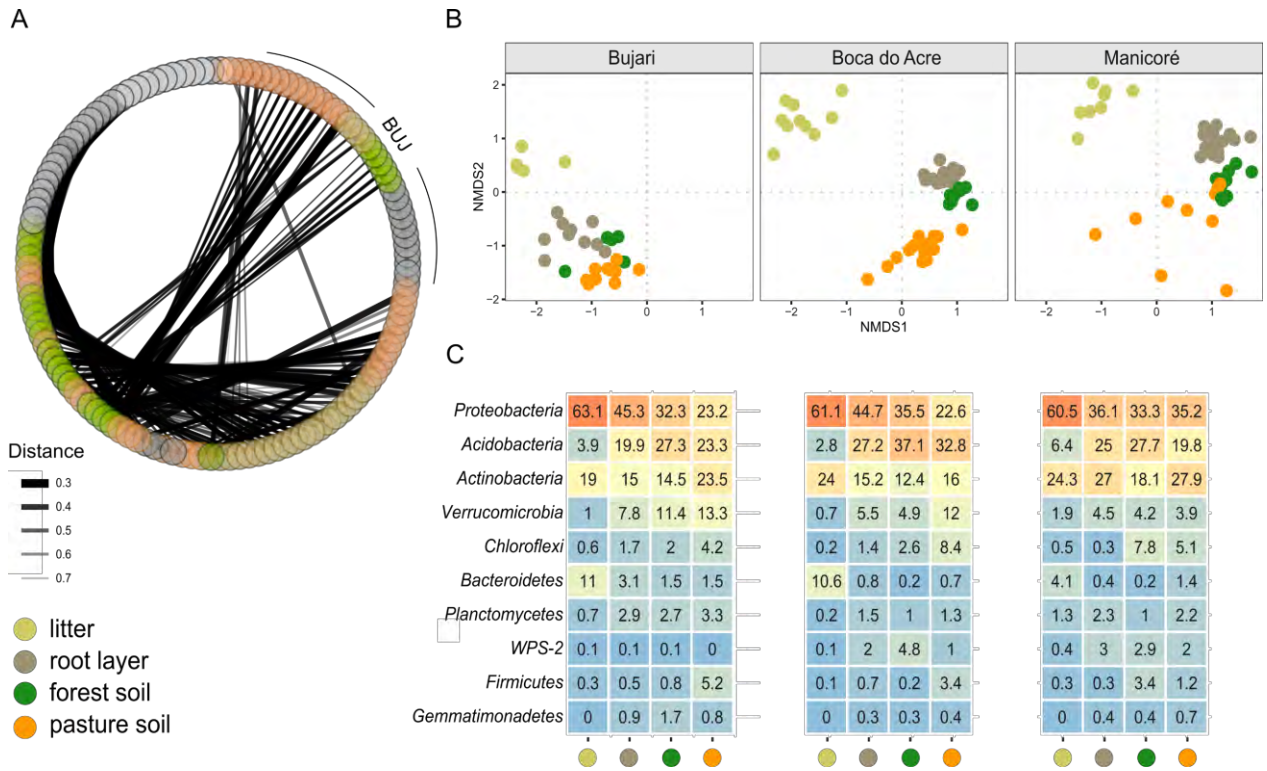 A
BUJ
Distance
0.3
0.4
0.5
0.6
0.7
litter
root layer
forest soil
pasture soil
B
Bujari Boca do Acre Manicoré
NMDS2
2
1
0
−1
−2
−2 −1 0 1 −2 −1 0 1 −2 −1 0 1
NMDS1
C
Proteobacteria 63.1 45.3 32.3 23.2 61.1 44.7 35.5 22.6 60.5 36.1 33.3 35.2
Acidobacteria 3.9 19.9 27.3 23.3 2.8 27.2 37.1 32.8 6.4 25 27.7 19.8
Actinobacteria 19 15 14.5 23.5 24 15.2 12.4 16 24.3 27 18.1 27.9
Verrucomicrobia 1 7.8 11.4 13.3 0.7 5.5 4.9 12 1.9 4.5 4.2 3.9
Chloroflexi 0.6 1.7 2 4.2 0.2 1.4 2.6 8.4 0.5 0.3 7.8 5.1
Bacteroidetes 11 3.1 1.5 1.5 10.6 0.8 0.2 0.7 4.1 0.4 0.2 1.4
Planctomycetes 0.7 2.9 2.7 3.3 0.2 1.5 1 1.3 1.3 2.3 1 2.2
WPS-2 0.1 0.1 0.1 0 0.1 2 4.8 1 0.4 3 2.9 2
Firmicutes 0.3 0.5 0.8 5.2 0.1 0.7 0.2 3.4 0.3 0.3 3.4 1.2
Gemmatimonadetes 0 0.9 1.7 0.8 0 0.3 0.3 0.4 0 0.4 0.4 0.7